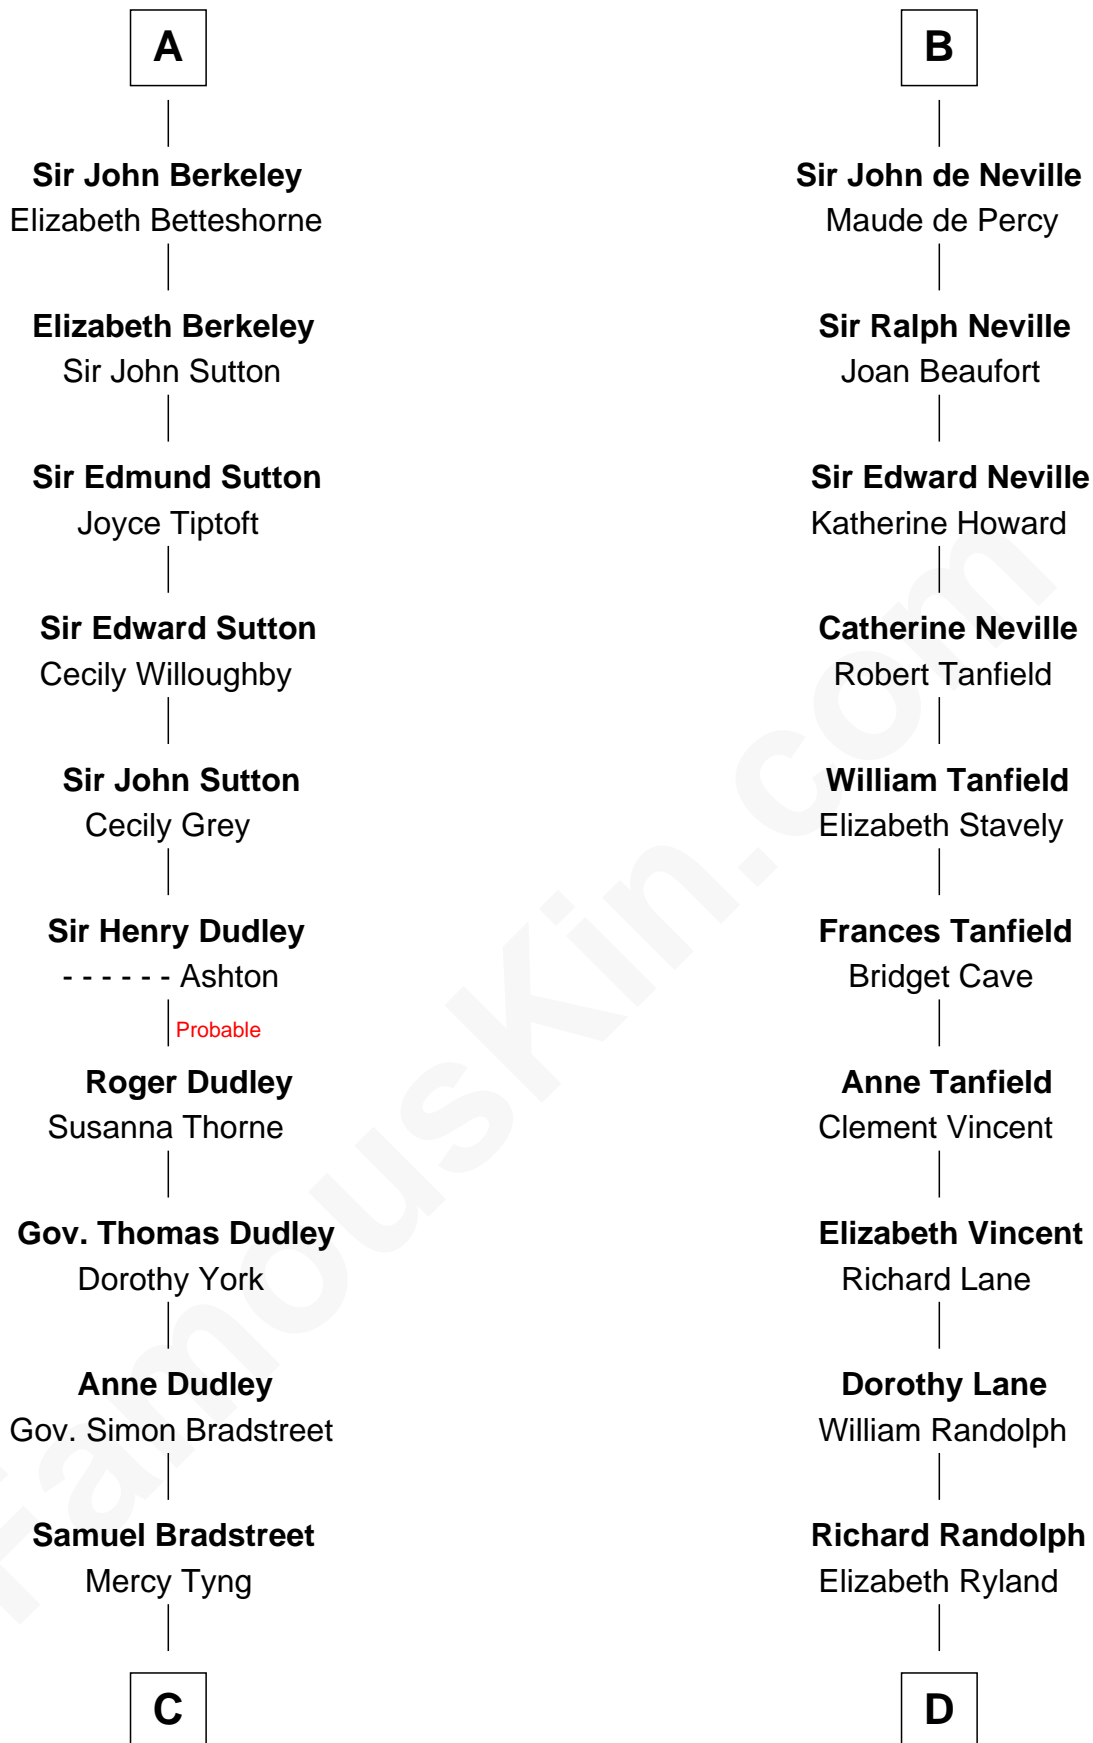 A
Sir John Berkeley
Elizabeth Betteshorne
Elizabeth Berkeley
Sir John Sutton
Sir Edmund Sutton
Joyce Tiptoft
Sir Edward Sutton
Cecily Willoughby
Sir John Sutton
Cecily Grey
Sir Henry Dudley
- - - - - - Ashton
Probable
Roger Dudley
Susanna Thorne
Gov. Thomas Dudley
Dorothy York
Anne Dudley
Gov. Simon Bradstreet
Samuel Bradstreet
Mercy Tyng
C
B
Sir John de Neville
Maude de Percy
Sir Ralph Neville
Joan Beaufort
Sir Edward Neville
Katherine Howard
Catherine Neville
Robert Tanfield
William Tanfield
Elizabeth Stavely
Frances Tanfield
Bridget Cave
Anne Tanfield
Clement Vincent
Elizabeth Vincent
Richard Lane
Dorothy Lane
William Randolph
Richard Randolph
Elizabeth Ryland
D
FamousKin.com